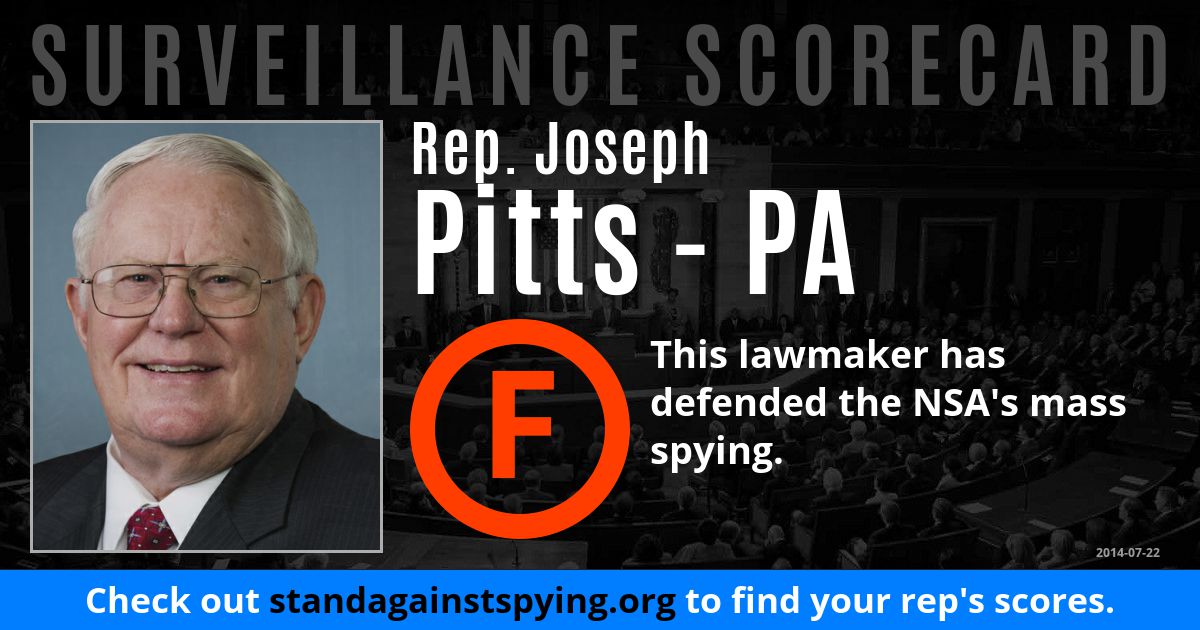 SURVEILLANCE SCORECARD
Rep. Joseph
Pitts - PA
F
This lawmaker has
defended the NSA's mass
spying.
2014-07-22
Check out standagainstspying.org to find your rep's scores.